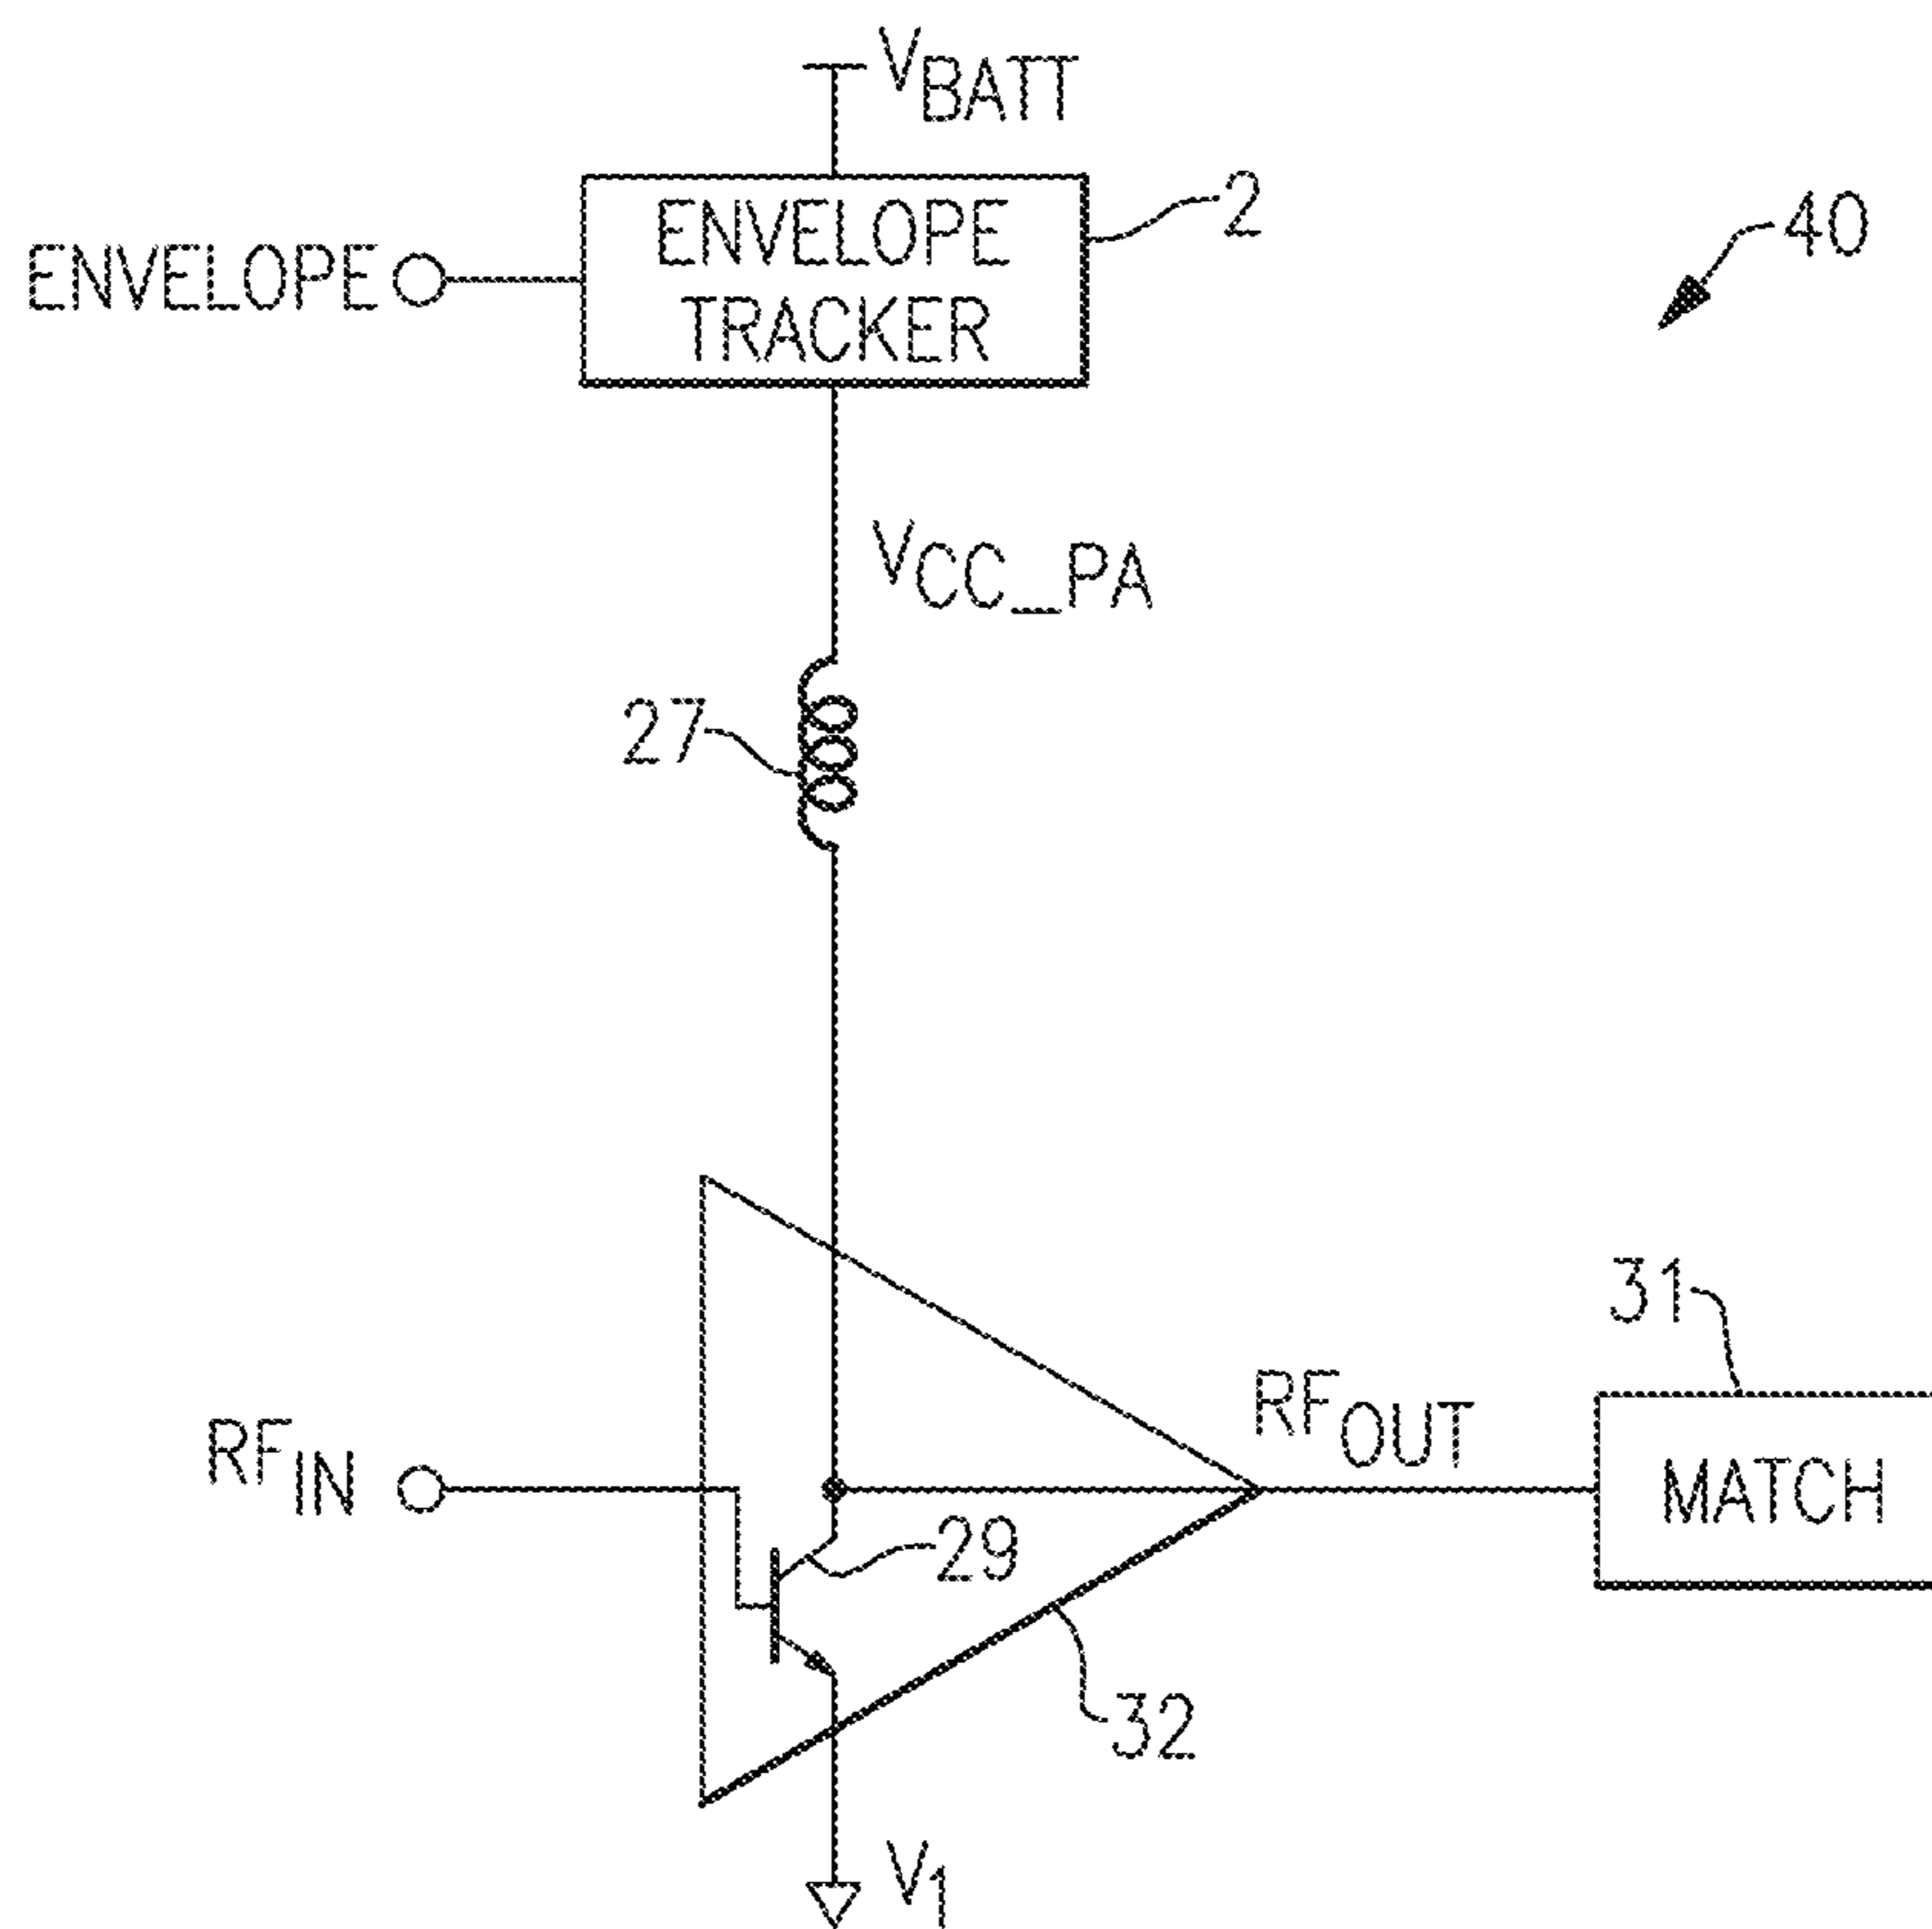 VBATT
ENVELOPE
TRACKER
2
40
ENVELOPE
VCC_PA
27
31
RFIN
RFOUT
MATCH
29
32
V1